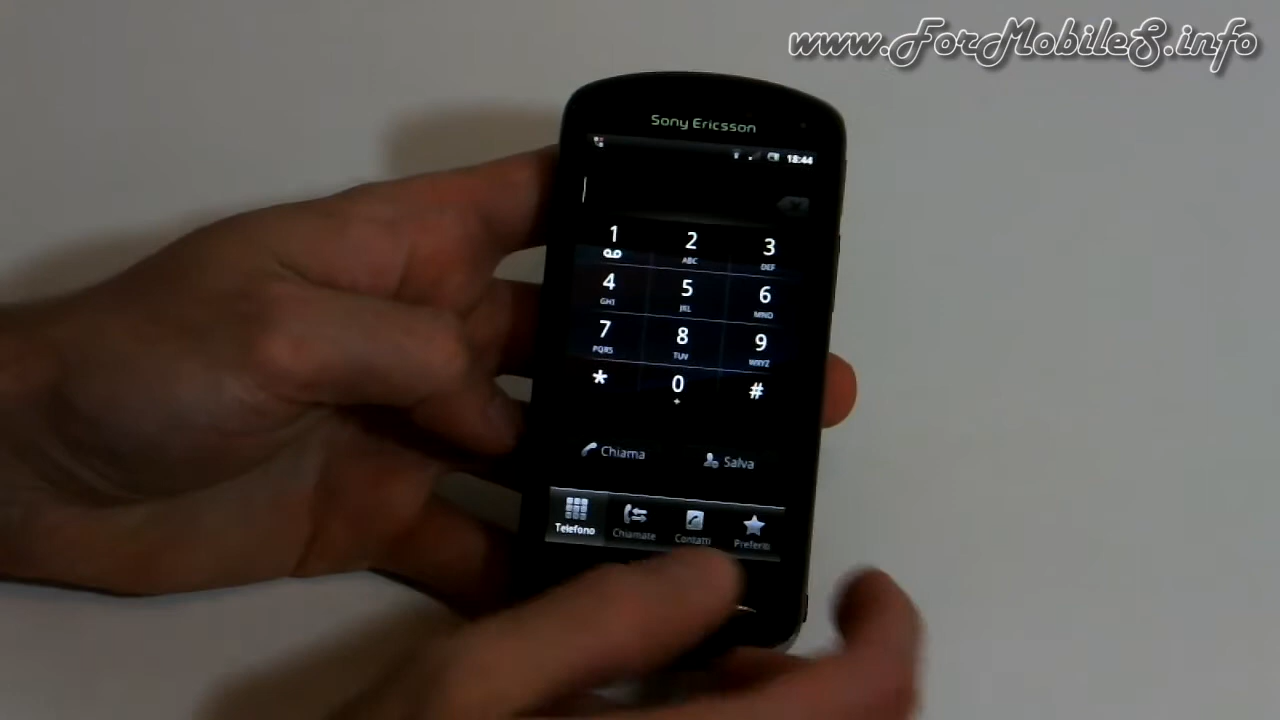 www.ForMobileS.info
Sony Ericsson
18:44
1 2 3
ABC DEF
4 5 6
GHI JKL MNO
7 8 9
PQRS TUV WXYZ
* 0 #
+
Chiama Salva
Telefono Chiamate Contatti Preferiti